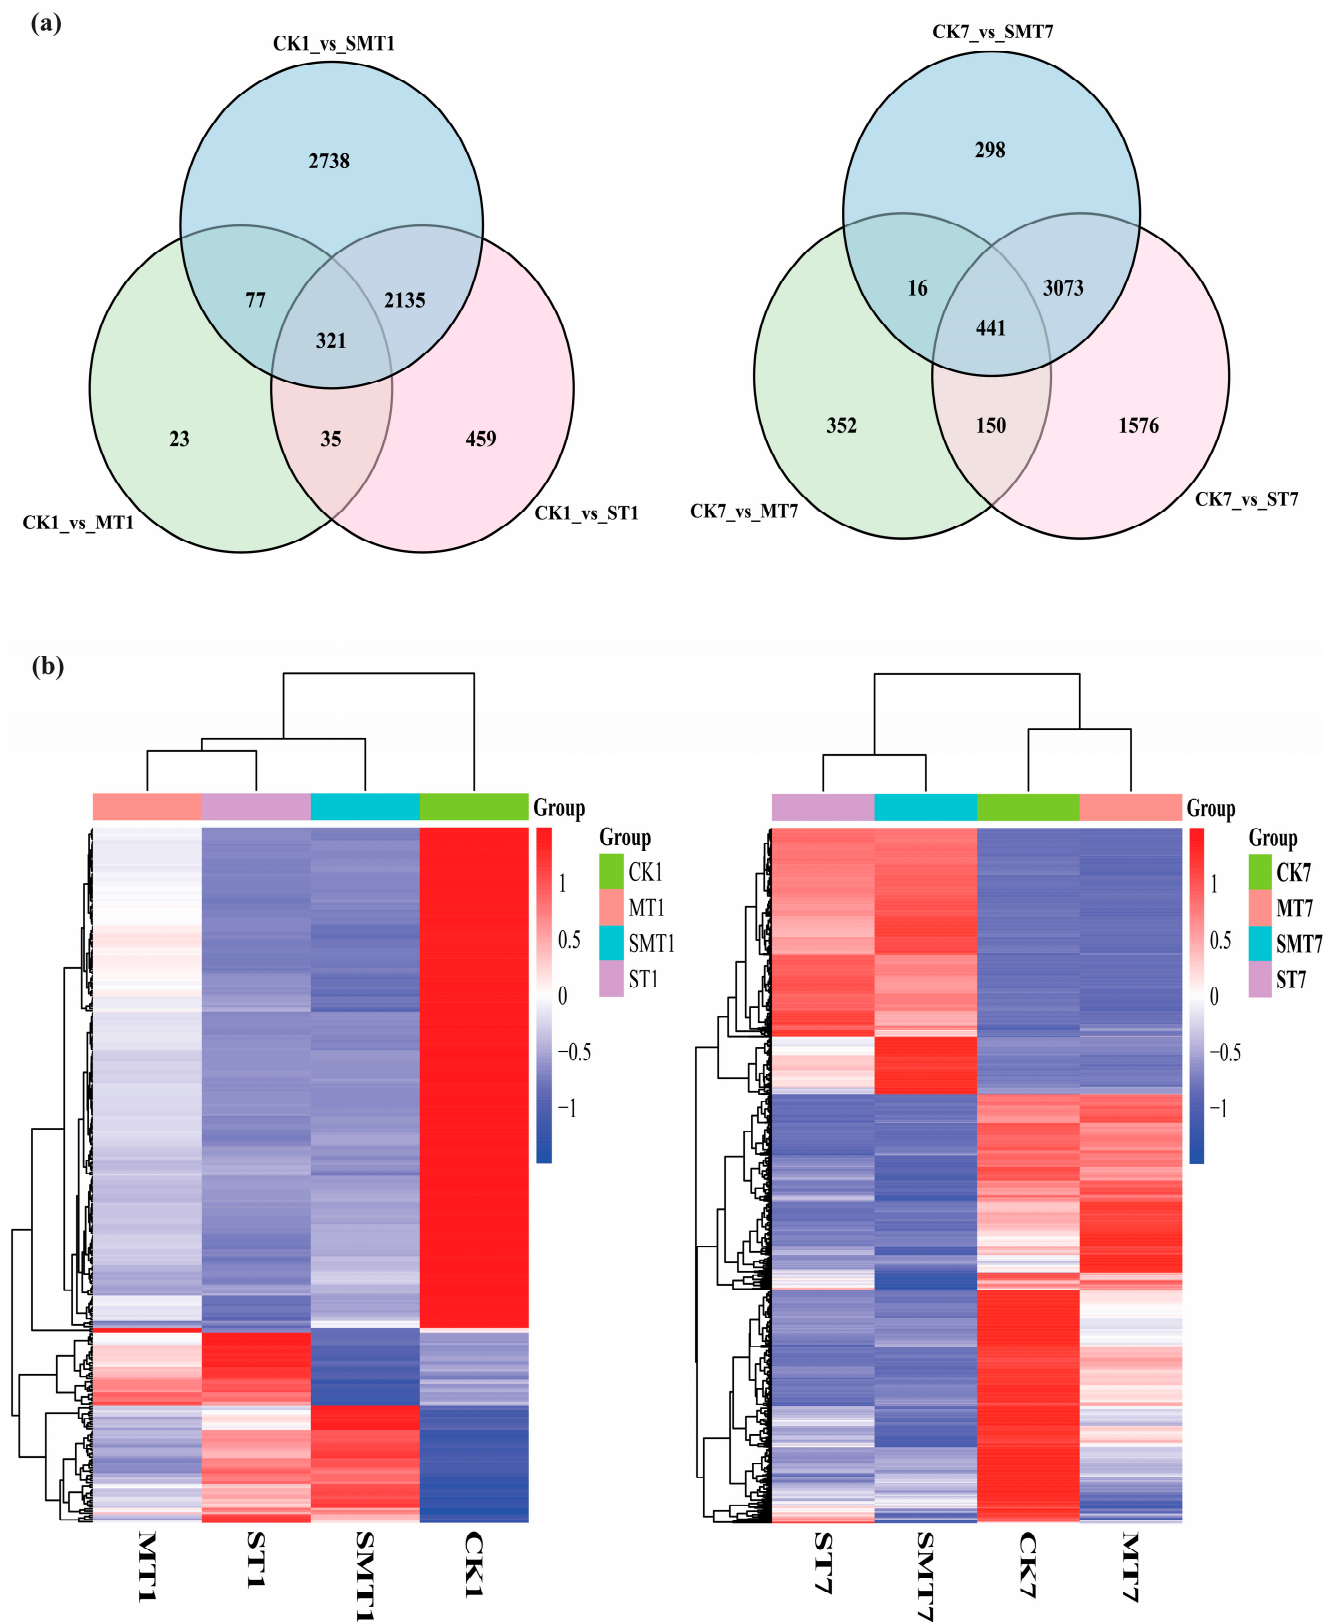 (a)
CK1_vs_SMT1
2738
77
2135
321
23
35
459
CK1_vs_MT1
CK1_vs_ST1
CK7_vs_SMT7
298
16
3073
441
352
150
1576
CK7_vs_MT7
CK7_vs_ST7
(b)
Group
1
0.5
0
−0.5
−1
Group
CK1
MT1
SMT1
ST1
MT1
ST1
SMT1
CK1
Group
1
0.5
0
−0.5
−1
Group
CK7
MT7
SMT7
ST7
ST7
SMT7
CK7
MT7